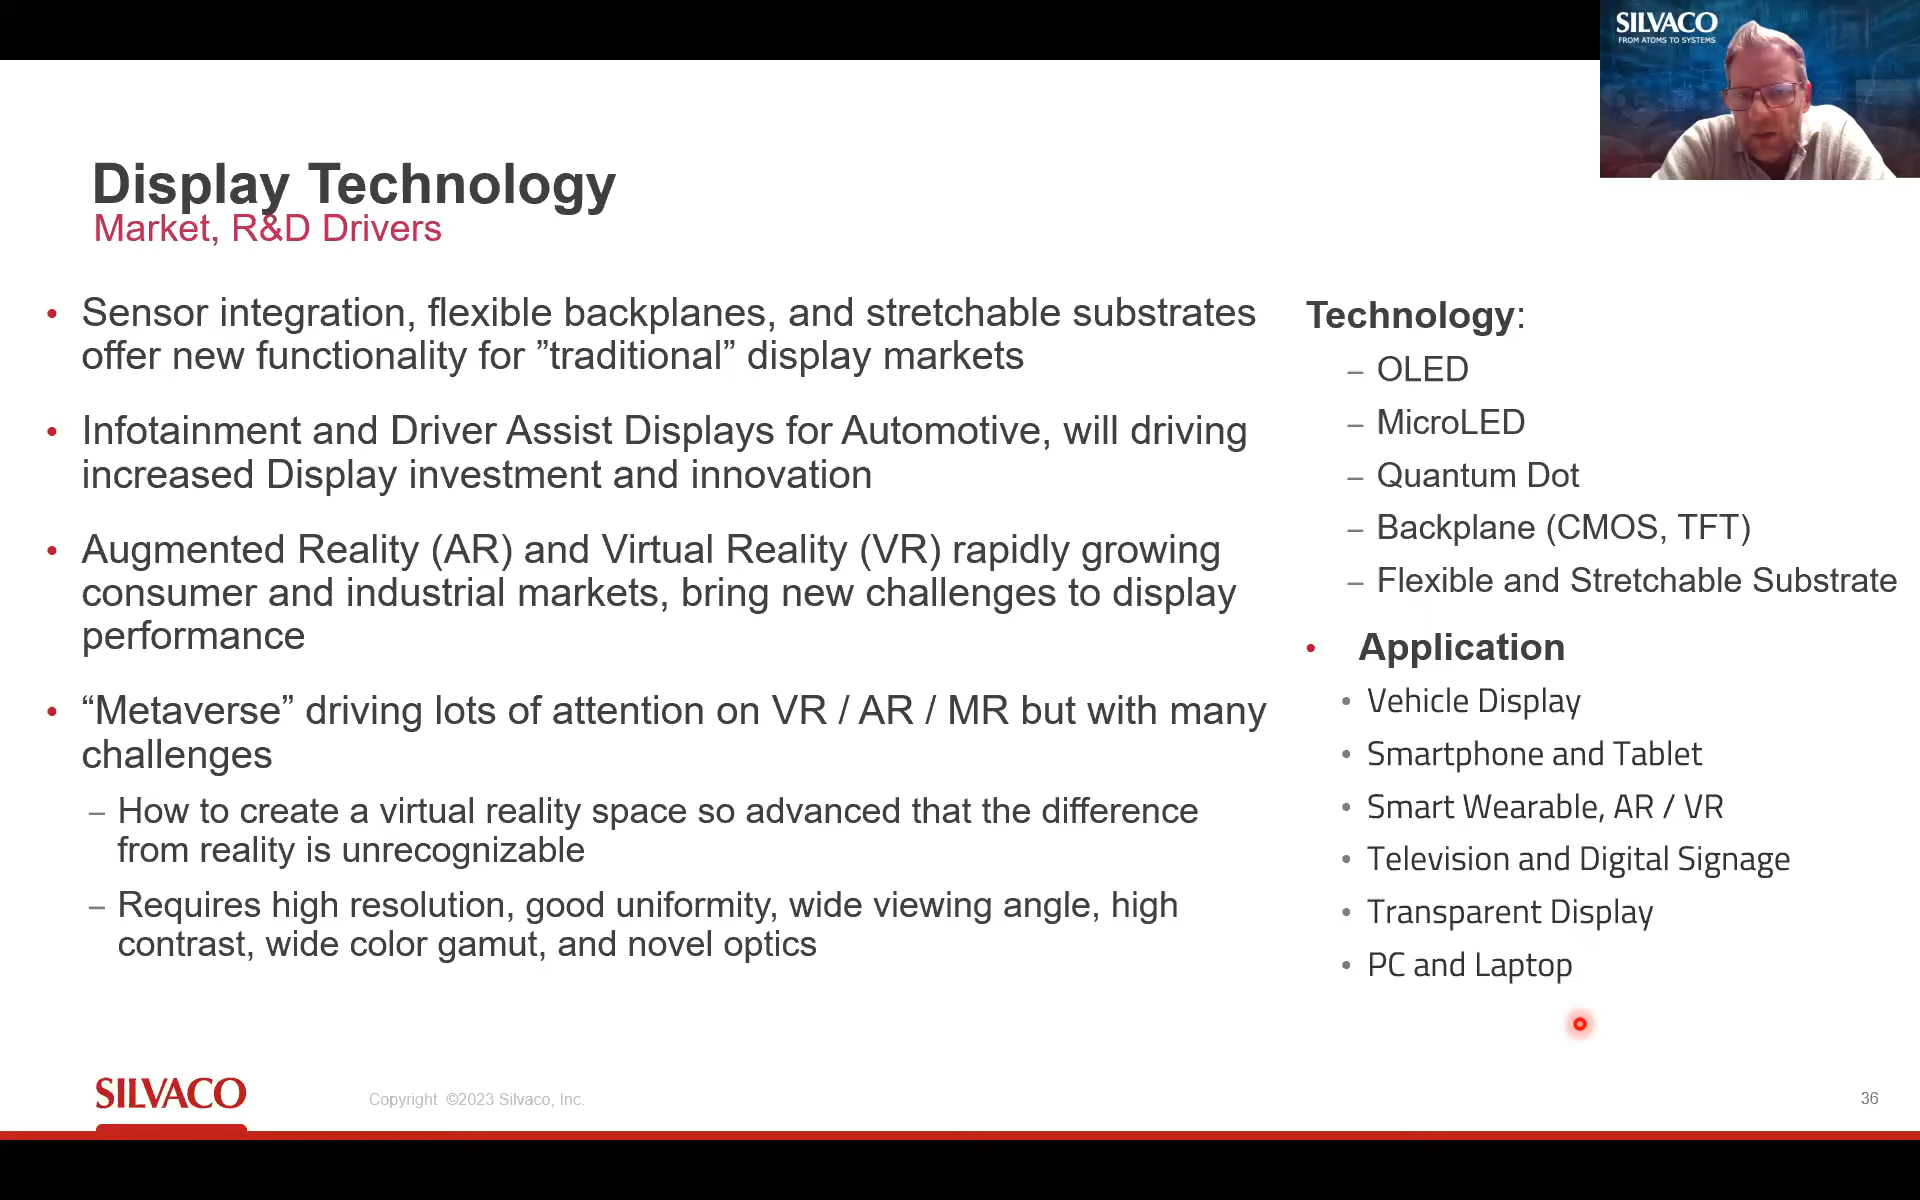 SILVACO
FROM ATOMS TO SYSTEMS
Display Technology
Market, R&D Drivers
• Sensor integration, flexible backplanes, and stretchable substrates
offer new functionality for ”traditional” display markets
• Infotainment and Driver Assist Displays for Automotive, will driving
increased Display investment and innovation
• Augmented Reality (AR) and Virtual Reality (VR) rapidly growing
consumer and industrial markets, bring new challenges to display
performance
• “Metaverse” driving lots of attention on VR / AR / MR but with many
challenges
– How to create a virtual reality space so advanced that the difference
from reality is unrecognizable
– Requires high resolution, good uniformity, wide viewing angle, high
contrast, wide color gamut, and novel optics
Technology:
– OLED
– MicroLED
– Quantum Dot
– Backplane (CMOS, TFT)
– Flexible and Stretchable Substrate
• Application
• Vehicle Display
• Smartphone and Tablet
• Smart Wearable, AR / VR
• Television and Digital Signage
• Transparent Display
• PC and Laptop
SILVACO
Copyright ©2023 Silvaco, Inc.
36